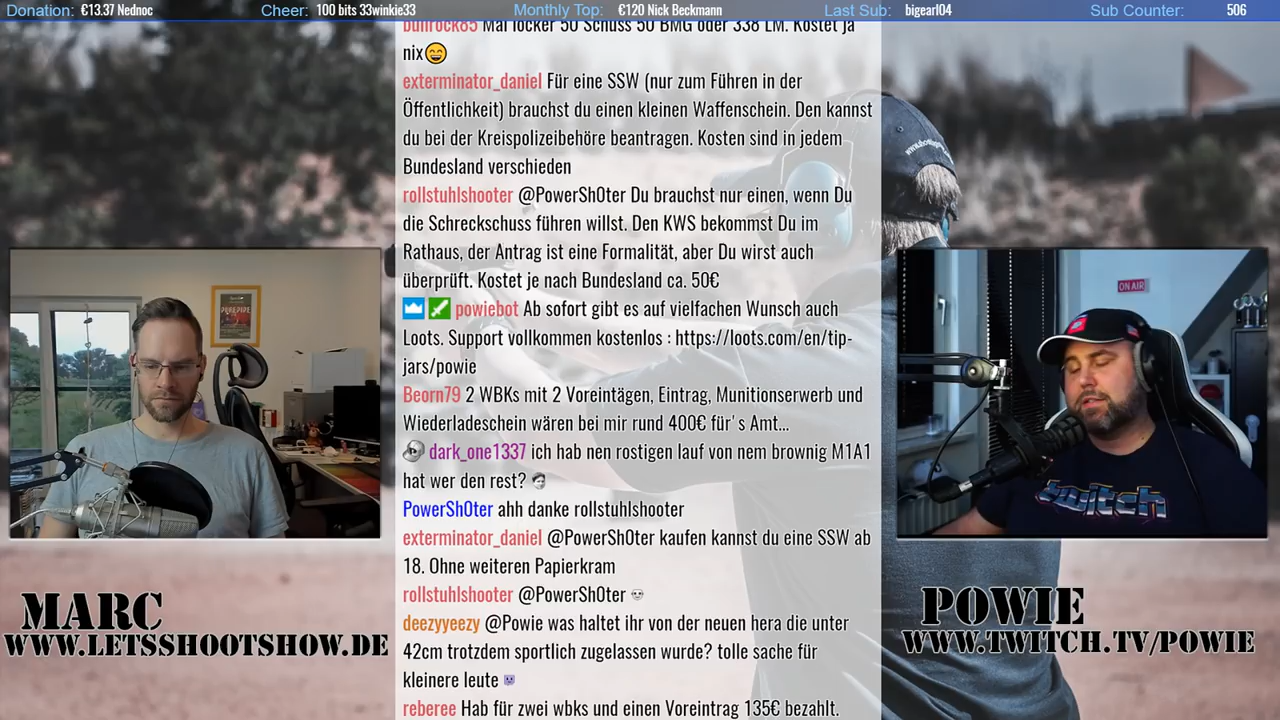 Donation: €13.37 Nednoc Cheer: 100 bits 33winkie33 Monthly Top: €120 Nick Beckmann Last Sub: bigearl04 Sub Counter: 506
bullrock85 Mal locker 50 Schuss 50 BMG oder 338 LM. Kostet ja
nix😄
exterminator_daniel Für eine SSW (nur zum Führen in der
Öffentlichkeit) brauchst du einen kleinen Waffenschein. Den kannst
du bei der Kreispolizeibehöre beantragen. Kosten sind in jedem
Bundesland verschieden
rollstuhlshooter @PowerSh0ter Du brauchst nur einen, wenn Du
die Schreckschuss führen willst. Den KWS bekommst Du im
Rathaus, der Antrag ist eine Formalität, aber Du wirst auch
überprüft. Kostet je nach Bundesland ca. 50€
powiebot Ab sofort gibt es auf vielfachen Wunsch auch
Loots. Support vollkommen kostenlos : https://loots.com/en/tip-
jars/powie
Beorn79 2 WBKs mit 2 Voreintägen, Eintrag, Munitionserwerb und
Wiederladeschein wären bei mir rund 400€ für's Amt...
dark_one1337 ich hab nen rostigen lauf von nem brownig M1A1
hat wer den rest?
PowerSh0ter ahh danke rollstuhlshooter
exterminator_daniel @PowerSh0ter kaufen kannst du eine SSW ab
18. Ohne weiteren Papierkram
rollstuhlshooter @PowerSh0ter
deezyyeezy @Powie was haltet ihr von der neuen hera die unter
42cm trotzdem sportlich zugelassen wurde? tolle sache für
kleinere leute
reberee Hab für zwei wbks und einen Voreintrag 135€ bezahlt.
ON AIR
twitch
MARC
WWW.LETSSHOOTSHOW.DE
POWIE
WWW.TWITCH.TV/POWIE